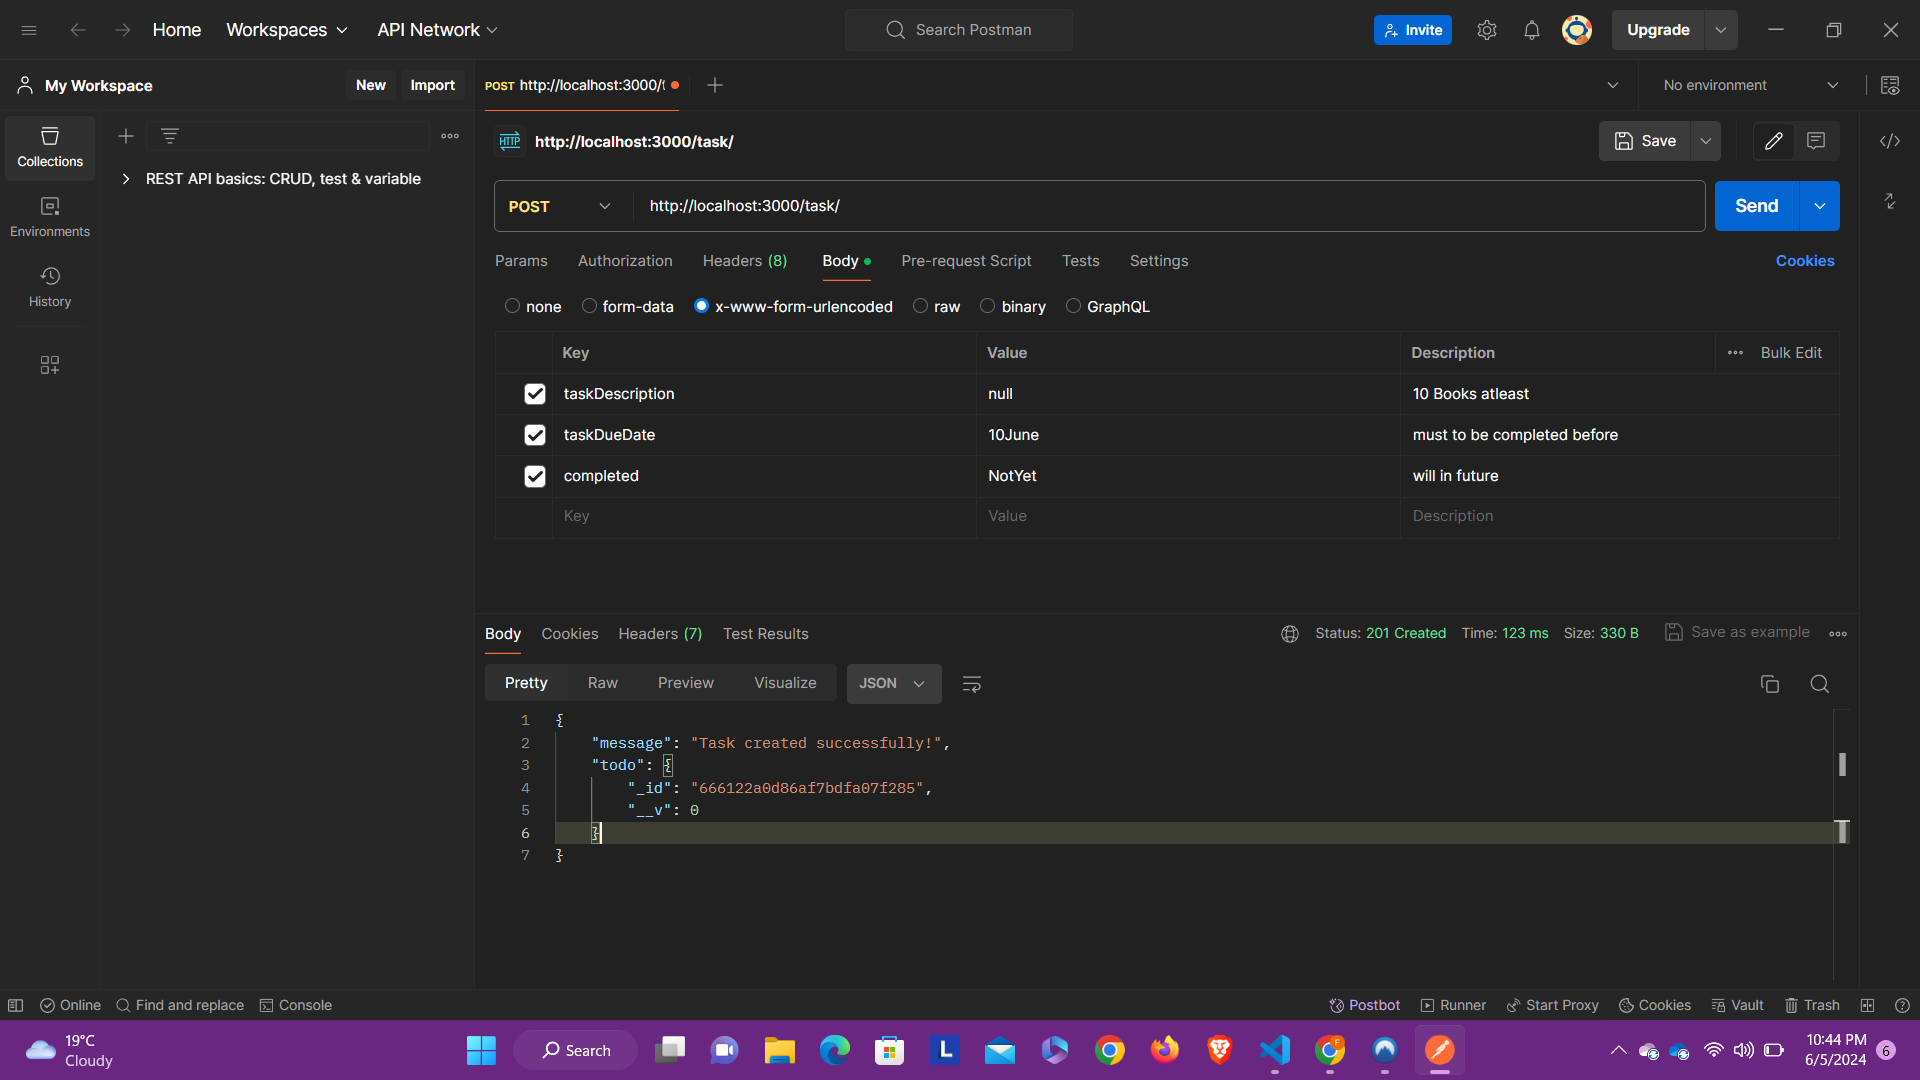 Home Workspaces API Network Search Postman Invite Upgrade
My Workspace New Import POST http://localhost:3000/t No environment
HTTP http://localhost:3000/task/ Save
Collections
REST API basics: CRUD, test & variable
Environments
History
POST http://localhost:3000/task/ Send
Params Authorization Headers (8) Body Pre-request Script Tests Settings Cookies
none form-data x-www-form-urlencoded raw binary GraphQL
Key Value Description Bulk Edit
taskDescription null 10 Books atleast
taskDueDate 10June must to be completed before
completed NotYet will in future
Key Value Description
Body Cookies Headers (7) Test Results Status: 201 Created Time: 123 ms Size: 330 B Save as example
Pretty Raw Preview Visualize JSON
1 {
2 "message": "Task created successfully!",
3 "todo": {
4 "_id": "666122a0d86af7bdfa07f285",
5 "__v": 0
6 }
7 }
Online Find and replace Console Postbot Runner Start Proxy Cookies Vault Trash
19°C
Cloudy
Search
L
F
10:44 PM
6/5/2024
6